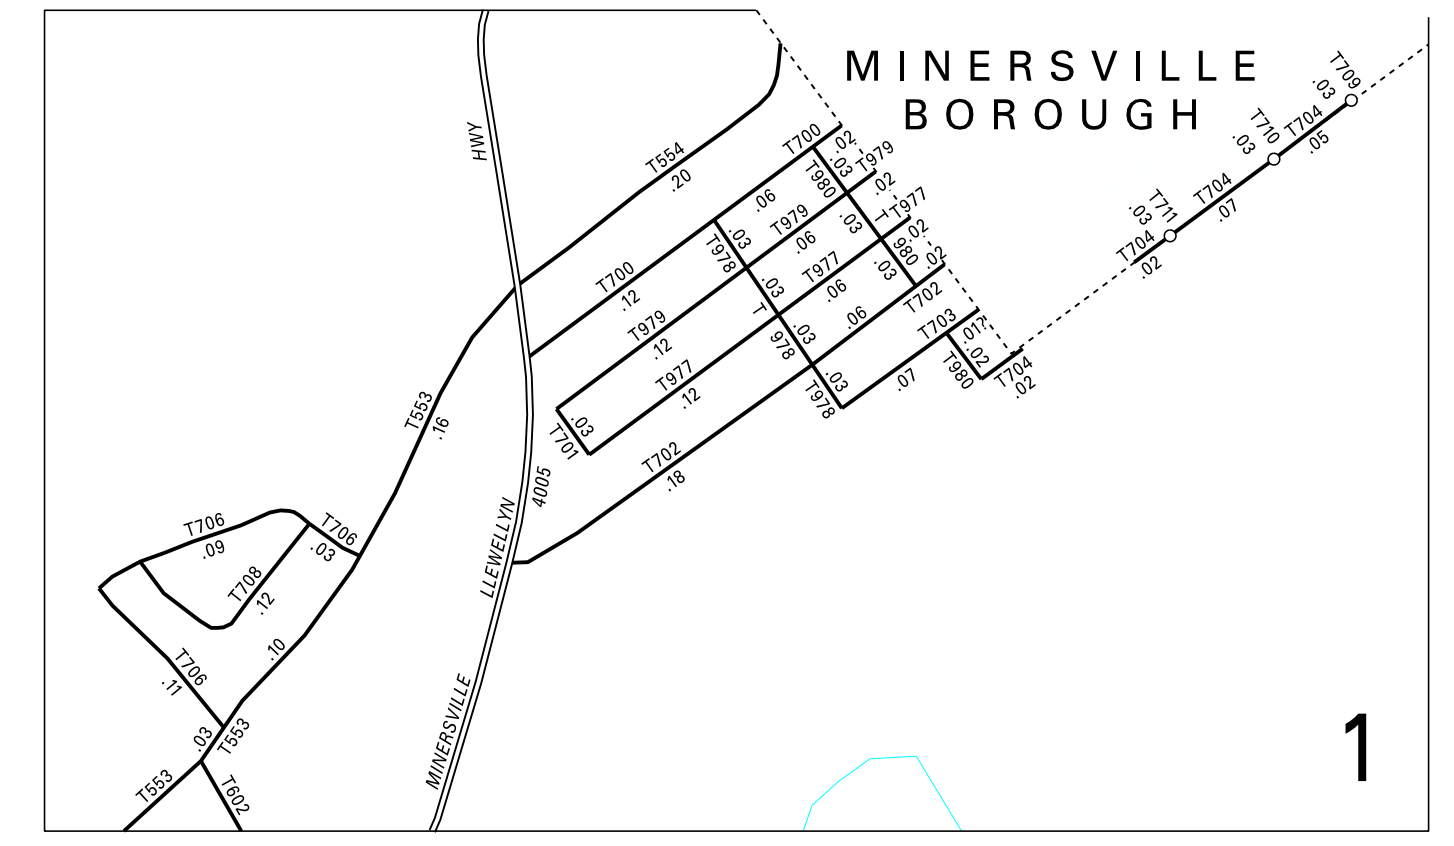 MINERSVILLE
BOROUGH
HWY
T554
.20
T700
.02
.03
T979
T980
.02
.06
T979
.03
T
T977
.02
.03
T978
.06
T977
980
.02
.03
T700
.12
.03
.06
T702
T979
.12
T
978
.03
.06
T703
.01?
.02
T980
T704
.02
T977
.12
.03
T978
.07
.03
T701
T702
.18
T709
.03
T704
.05
T710
.03
T704
.07
T711
.03
T704
.02
T553
.16
4005
LLEWELLYN
MINERSVILLE
T706
.09
T706
.03
T708
.12
.10
T706
.11
.03
T553
T553
T602
1